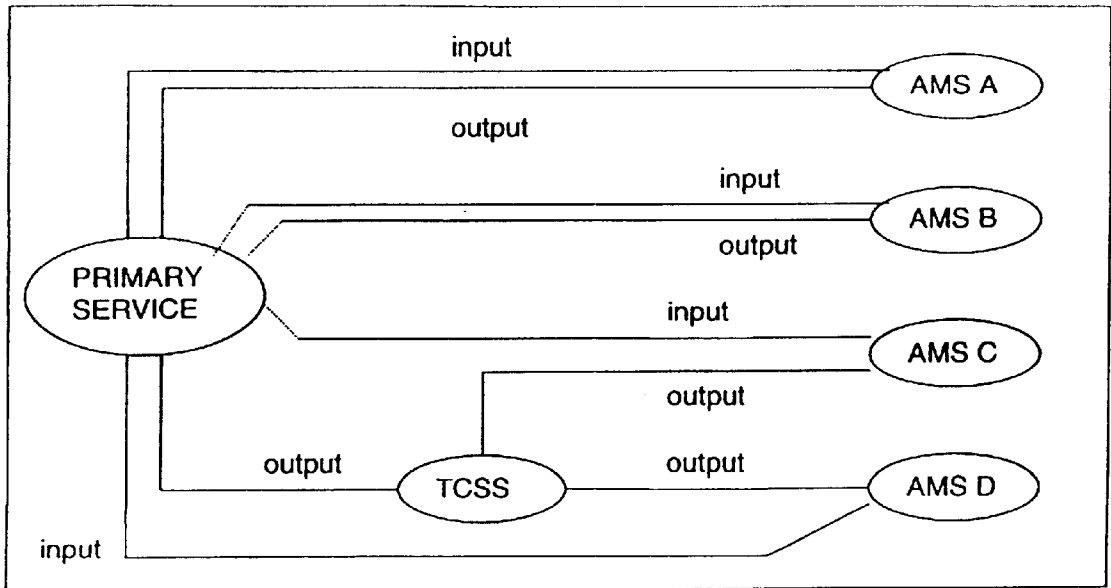 input
AMS A
output
input
AMS B
output
PRIMARY
SERVICE
input
AMS C
output
output
TCSS
output
AMS D
input